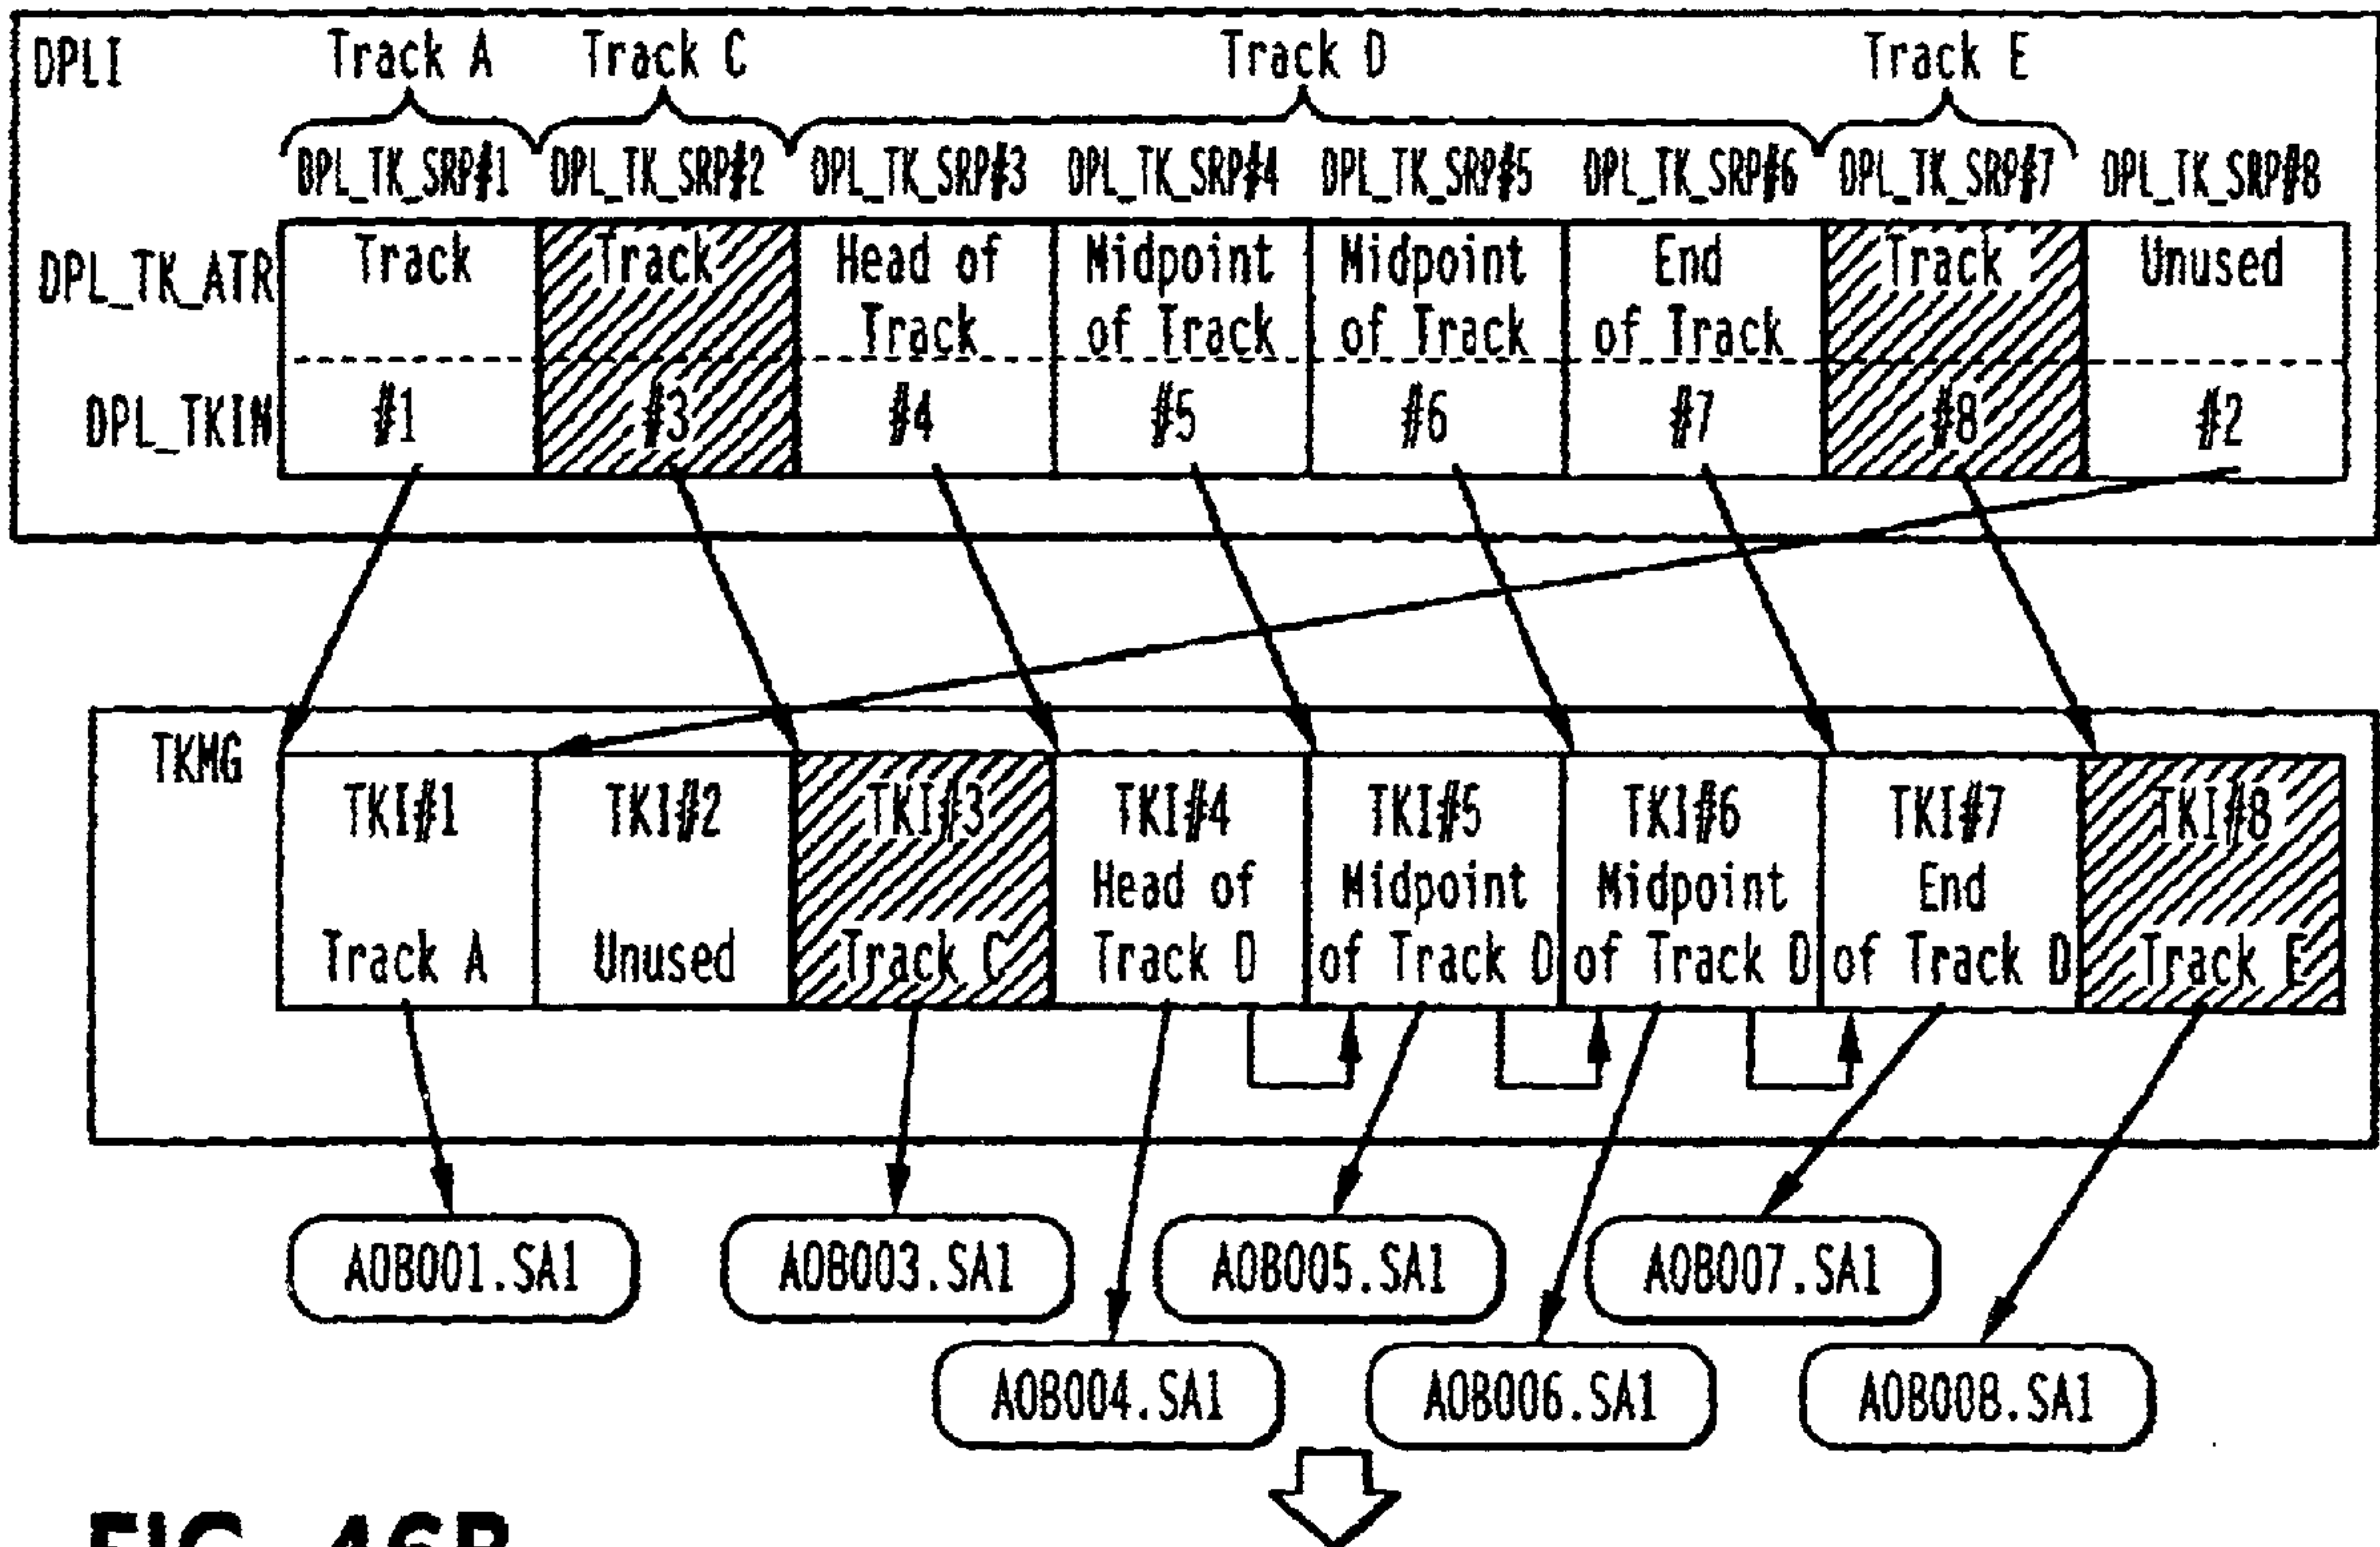 DPLI Track A Track C Track D Track E
DPL_TK_SRP#1 DPL_TK_SRP#2 DPL_TK_SRP#3 DPL_TK_SRP#4 DPL_TK_SRP#5 DPL_TK_SRP#6 DPL_TK_SRP#7 DPL_TK_SRP#8
DPL_TK_ATR Track Track Head of Midpoint Midpoint End Track Unused
Track of Track of Track of Track
DPL_TKIN #1 #3 #4 #5 #6 #7 #8 #2
TKMG
TKI#1 TKI#2 TKI#3 TKI#4 TKI#5 TKI#6 TKI#7 TKI#8
Head of Midpoint Midpoint End
Track A Unused Track C Track D of Track D of Track D of Track D Track E
AOB001.SA1 AOB003.SA1 AOB005.SA1 AOB007.SA1
AOB004.SA1 AOB006.SA1 AOB008.SA1
FIG. 46B